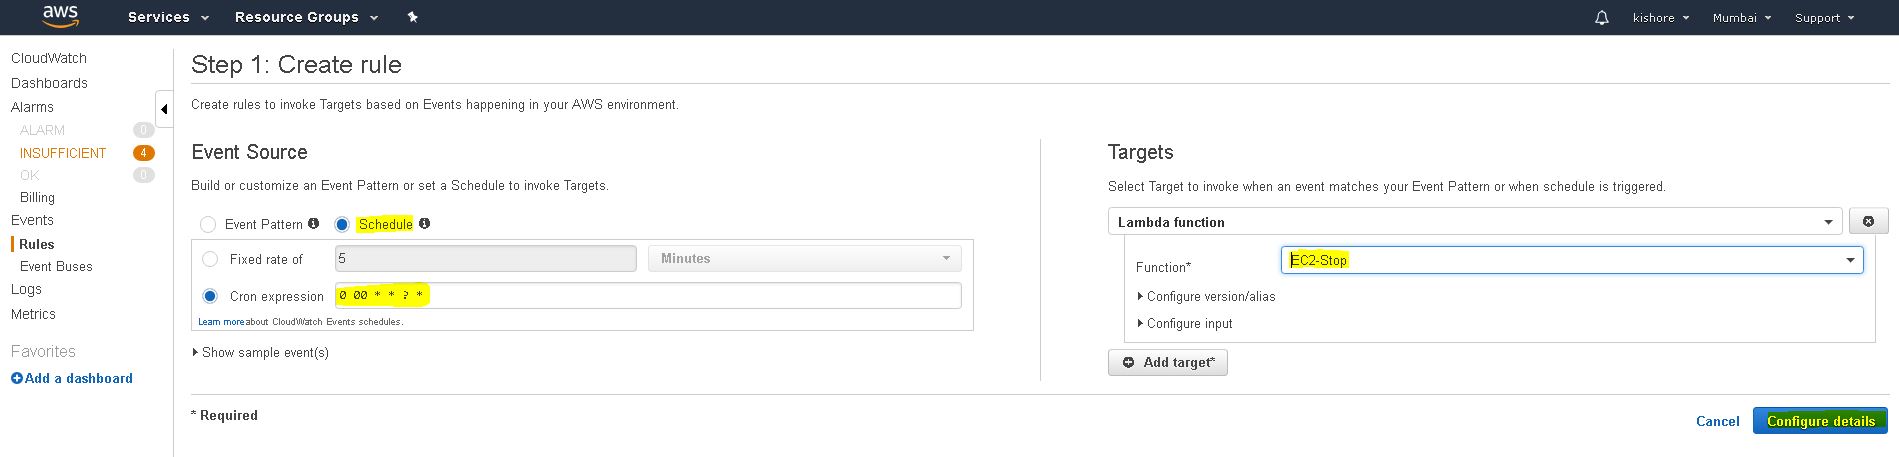 aws Services Resource Groups kishore Mumbai Support
CloudWatch
Dashboards
Alarms
ALARM 0
INSUFFICIENT 4
OK 0
Billing
Events
Rules
Event Buses
Logs
Metrics
Favorites
Add a dashboard
Step 1: Create rule
Create rules to invoke Targets based on Events happening in your AWS environment.
Event Source
Build or customize an Event Pattern or set a Schedule to invoke Targets.
Event Pattern Schedule
Fixed rate of 5 Minutes
Cron expression 0 00 * * ? *
Learn more about CloudWatch Events schedules.
Show sample event(s)
Targets
Select Target to invoke when an event matches your Event Pattern or when schedule is triggered.
Lambda function
Function* EC2-Stop
Configure version/alias
Configure input
Add target*
* Required
Cancel Configure details